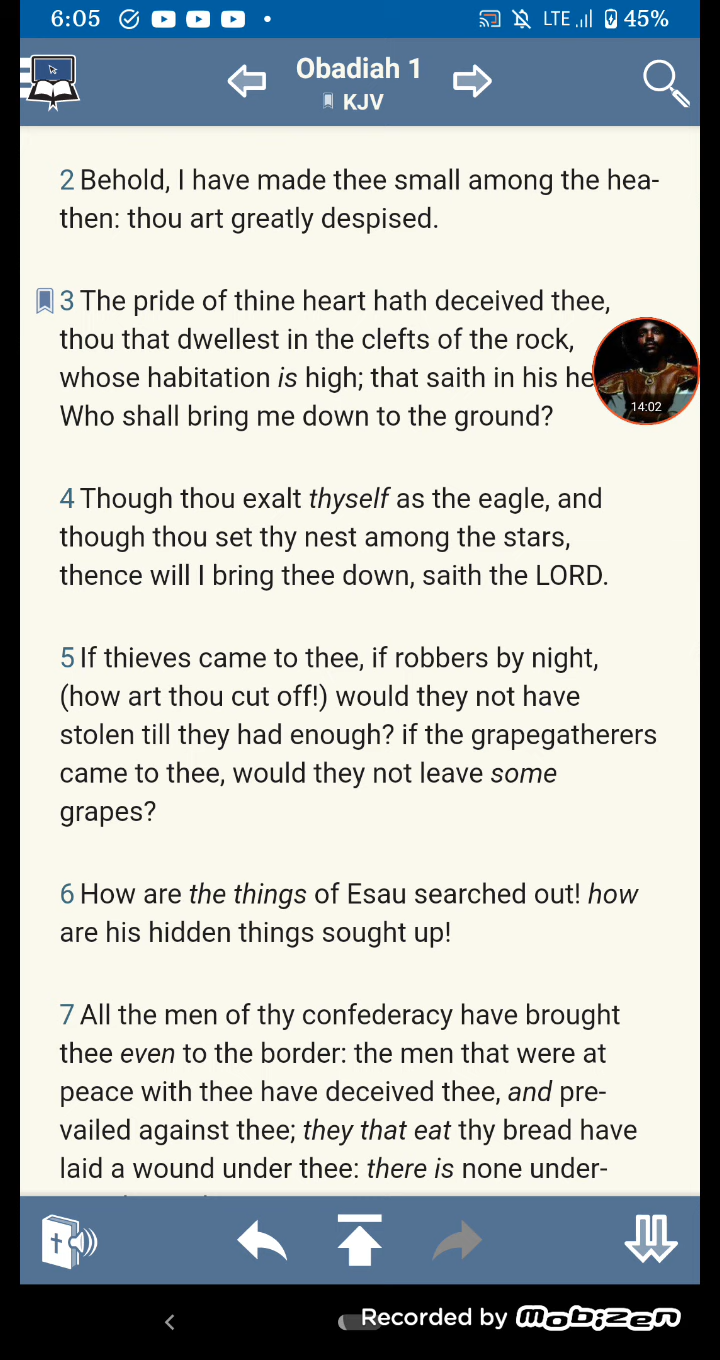 6:05
LTE
45%
Obadiah 1
KJV
2 Behold, I have made thee small among the hea-
then: thou art greatly despised.
3 The pride of thine heart hath deceived thee,
thou that dwellest in the clefts of the rock,
whose habitation is high; that saith in his he
14:02
Who shall bring me down to the ground?
4 Though thou exalt thyself as the eagle, and
though thou set thy nest among the stars,
thence will I bring thee down, saith the LORD.
5 If thieves came to thee, if robbers by night,
(how art thou cut off!) would they not have
stolen till they had enough? if the grapegatherers
came to thee, would they not leave some
grapes?
6 How are the things of Esau searched out! how
are his hidden things sought up!
7 All the men of thy confederacy have brought
thee even to the border: the men that were at
peace with thee have deceived thee, and pre-
vailed against thee; they that eat thy bread have
laid a wound under thee: there is none under-
Recorded by mobizen